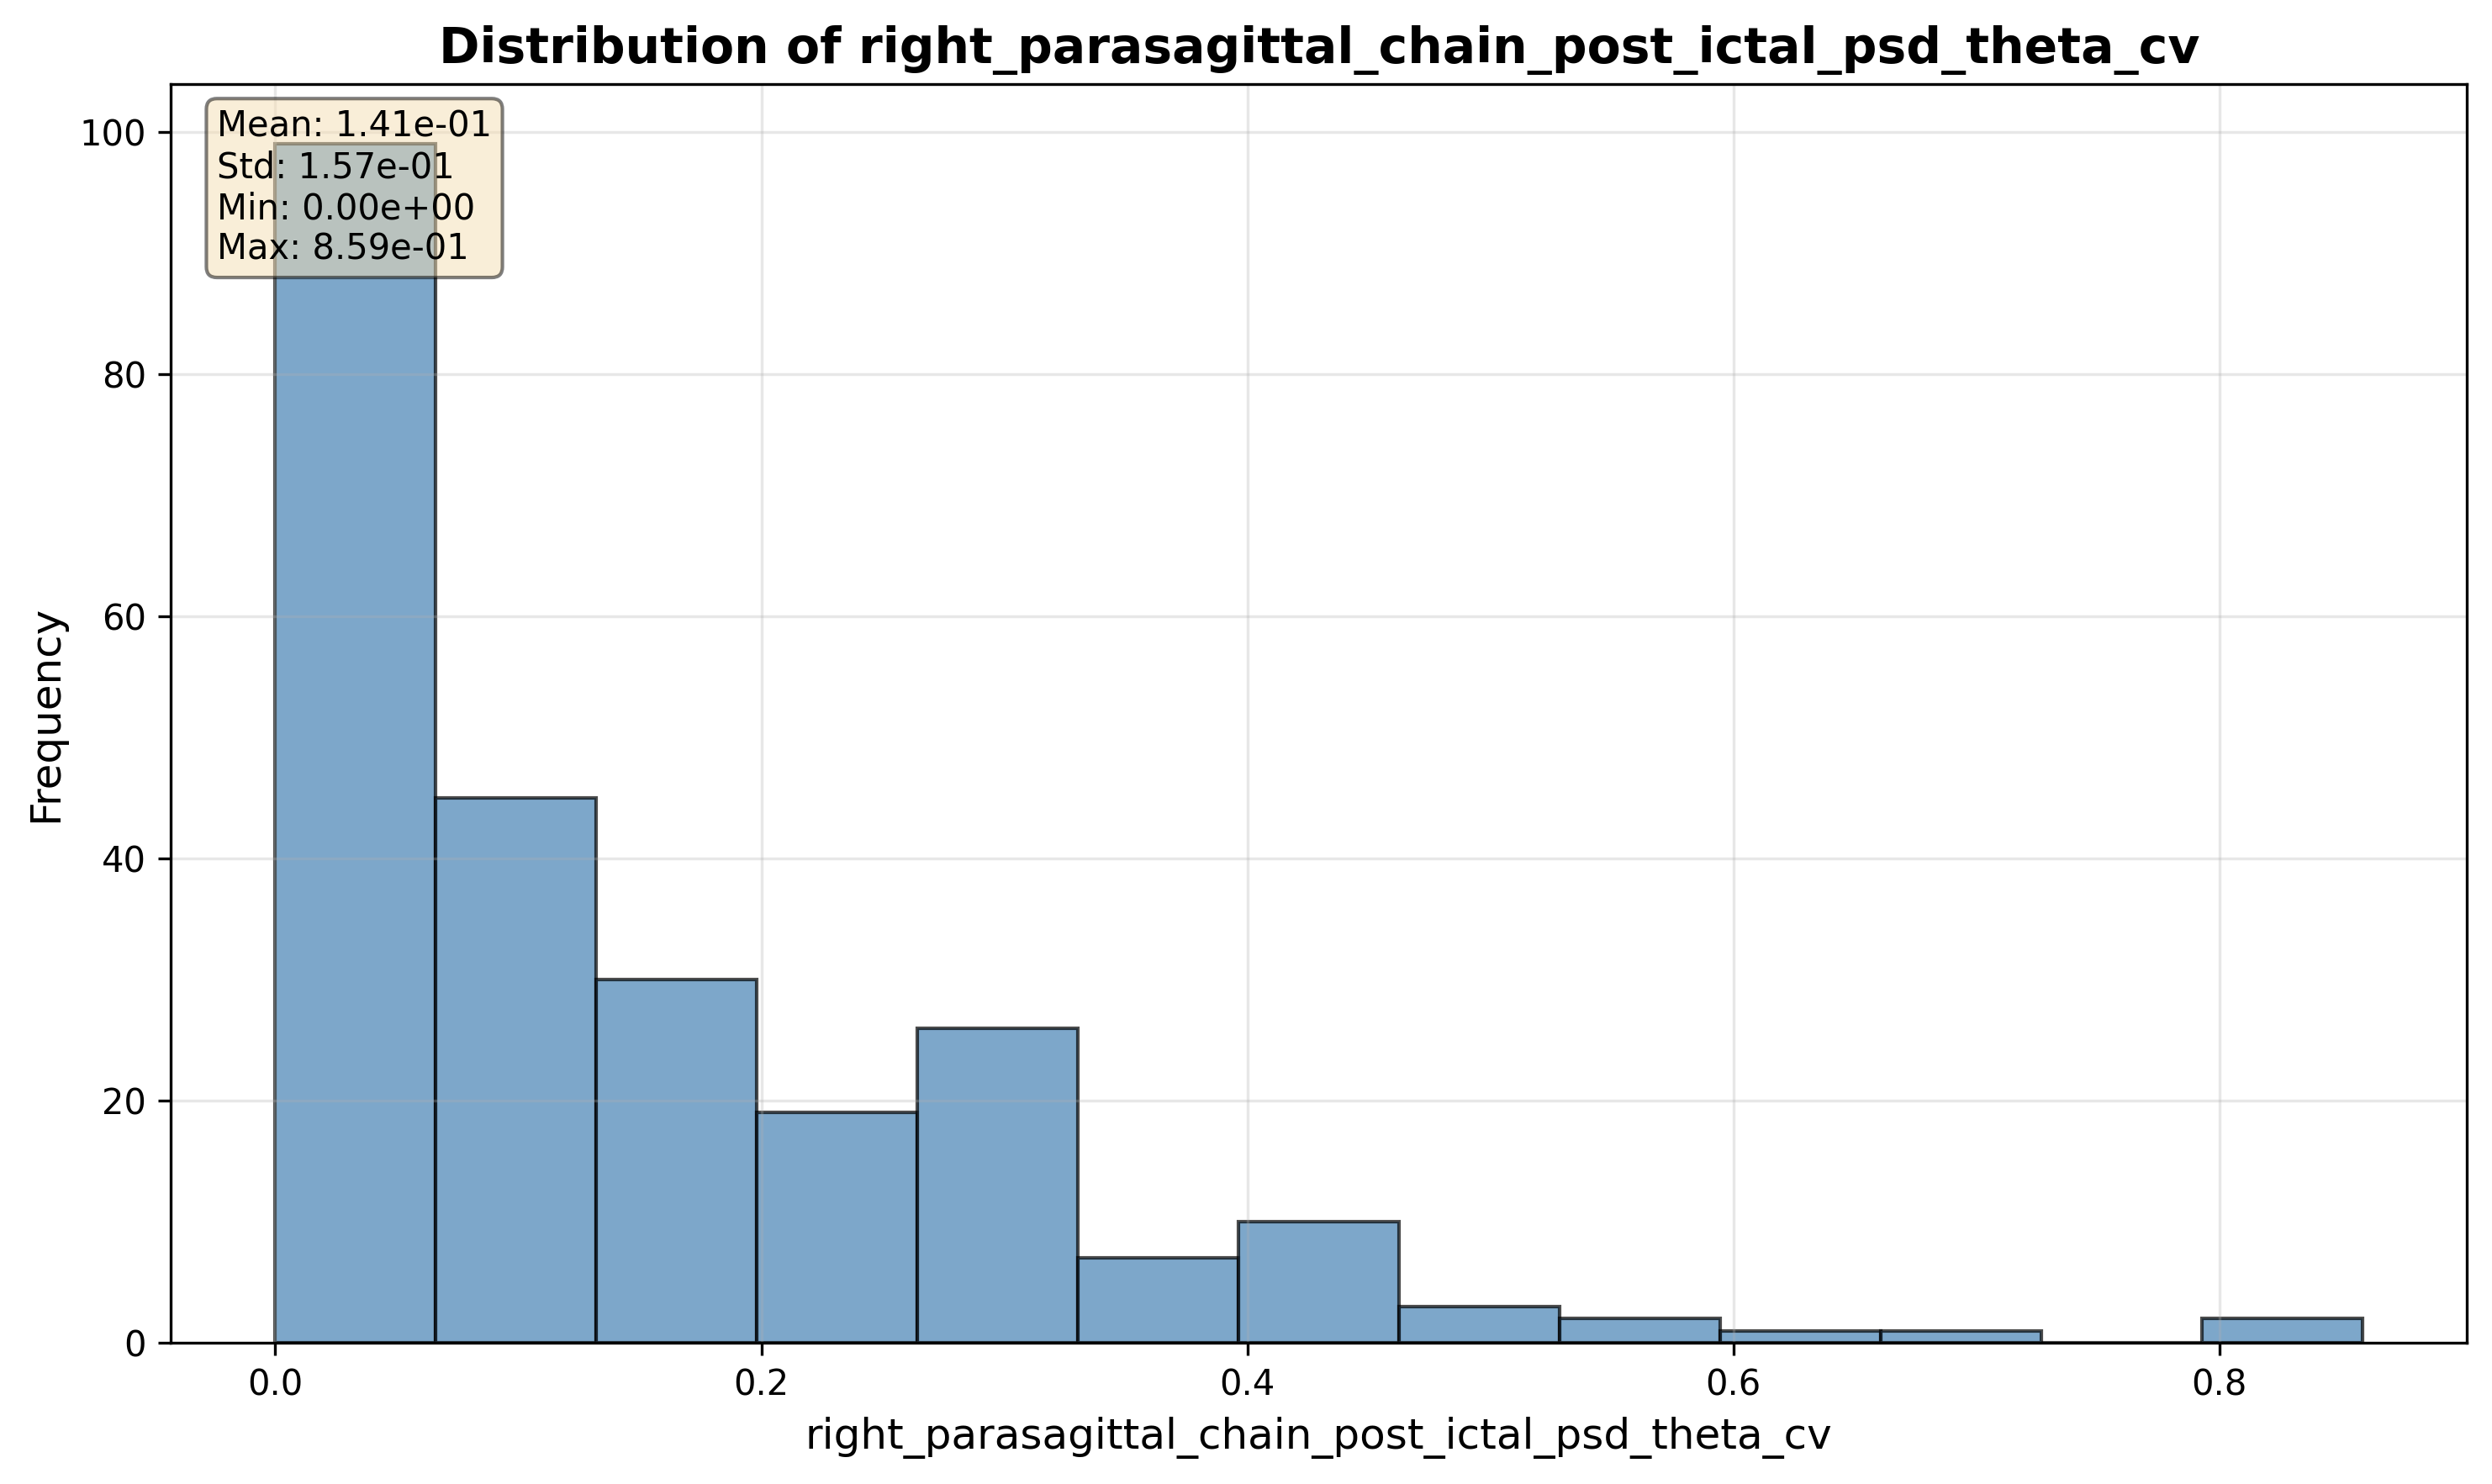 Distribution of right_parasagittal_chain_post_ictal_psd_theta_cv
Mean: 1.41e-01
Std: 1.57e-01
Min: 0.00e+00
Max: 8.59e-01
100
80
60
40
20
0
Frequency
0.0 0.2 0.4 0.6 0.8
right_parasagittal_chain_post_ictal_psd_theta_cv